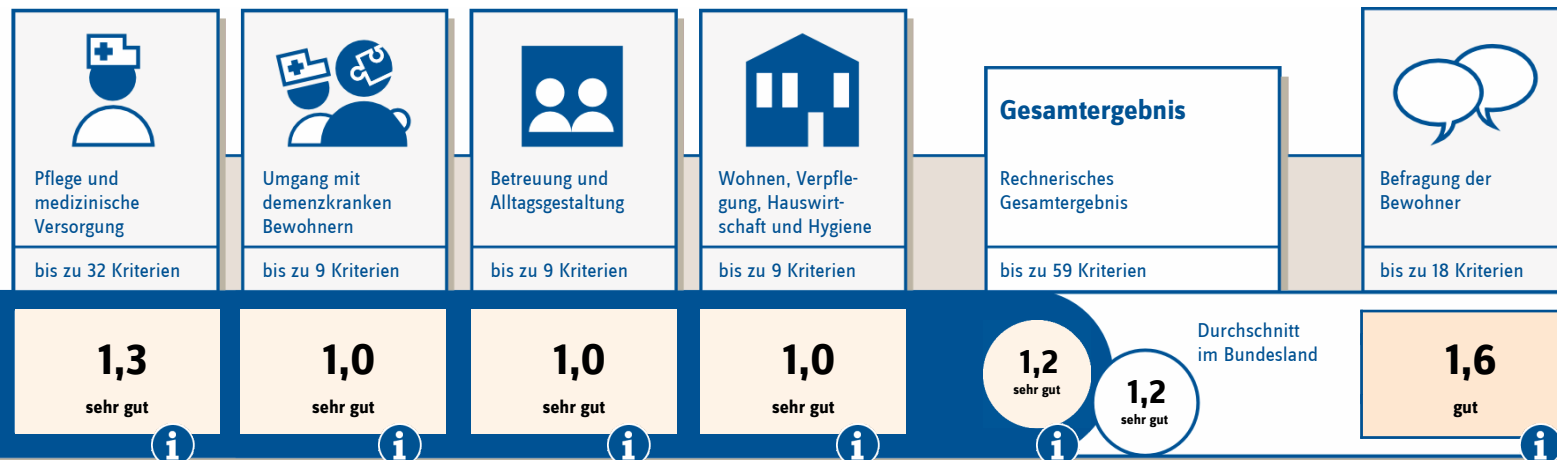 Pflege und
medizinische
Versorgung
bis zu 32 Kriterien
1,3
sehr gut
Umgang mit
demenzkranken
Bewohnern
bis zu 9 Kriterien
1,0
sehr gut
Betreuung und
Alltagsgestaltung
bis zu 9 Kriterien
1,0
sehr gut
Wohnen, Verpfle-
gung, Hauswirt-
schaft und Hygiene
bis zu 9 Kriterien
1,0
sehr gut
Gesamtergebnis
Rechnerisches
Gesamtergebnis
bis zu 59 Kriterien
1,2
sehr gut
1,2
sehr gut
Durchschnitt
im Bundesland
Befragung der
Bewohner
bis zu 18 Kriterien
1,6
gut